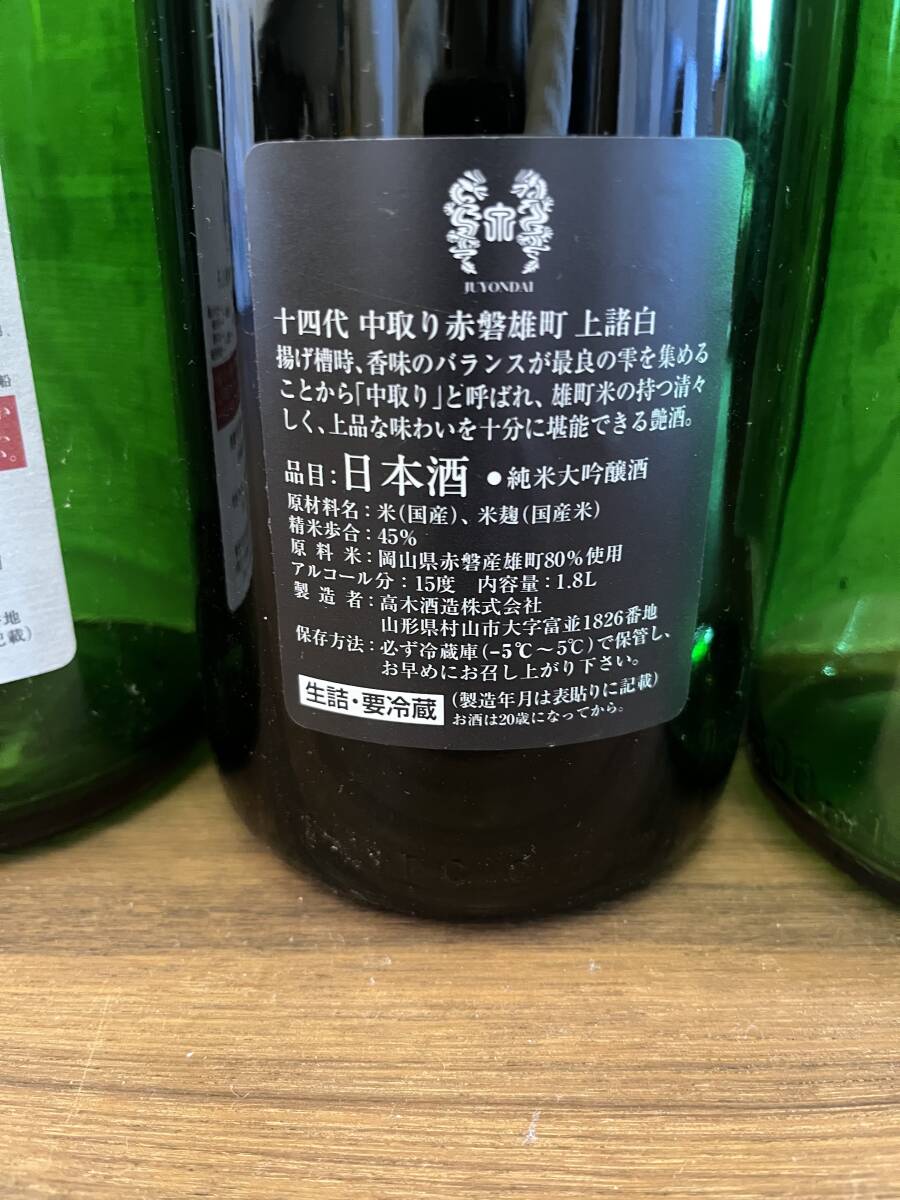 JUYONDAI
十四代 中取り赤磐雄町 上諸白
揚げ槽時、香味のバランスが最良の雫を集める
ことから「中取り」と呼ばれ、雄町米の持つ清々
しく、上品な味わいを十分に堪能できる艶酒。
品目:日本酒 ●純米大吟醸酒
原材料名:米(国産)、米麹(国産米)
精米歩合:45%
原料米:岡山県赤磐産雄町80%使用
アルコール分:15度 内容量:1.8L
製造者:高木酒造株式会社
山形県村山市大字富並1826番地
保存方法:必ず冷蔵庫(-5℃〜5℃)で保管し、
お早めにお召し上がり下さい。
生詰・要冷蔵 (製造年月は表貼りに記載)
お酒は20歳になってから。
船
番地
記載)